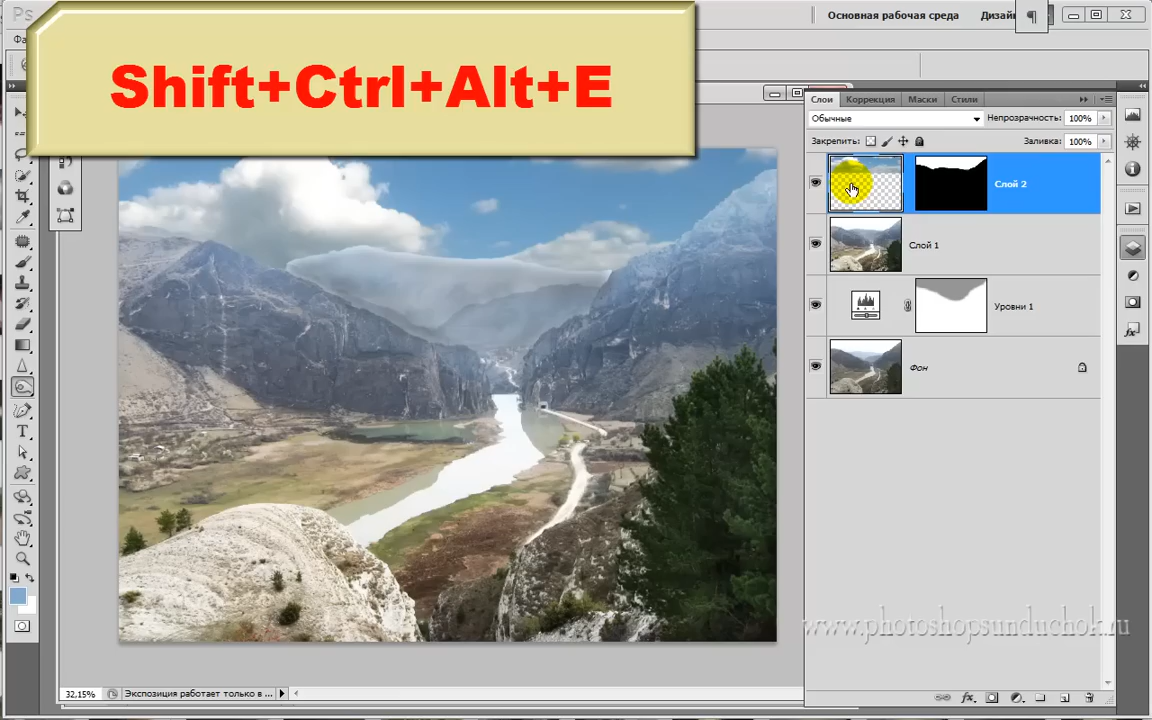 Ps
Основная рабочая среда
Дизайн
Shift+Ctrl+Alt+E
Слои
Коррекция
Маски
Стили
Обычные
Непрозрачность: 100%
Закрепить:
Заливка: 100%
Слой 2
Слой 1
Уровни 1
Фон
www.photoshopsunduchok.ru
32,15%
Экспозиция работает только в ...